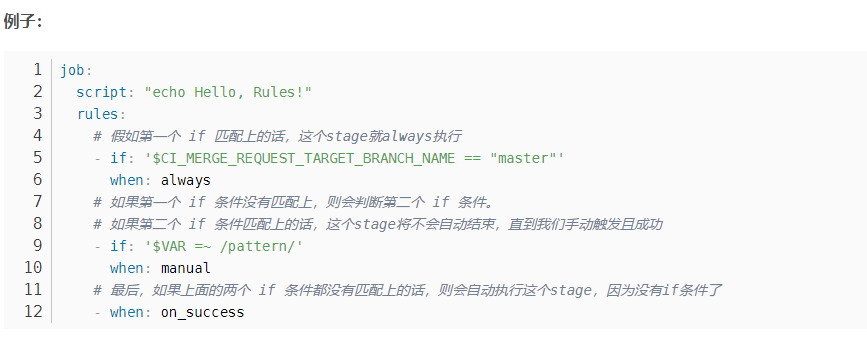 例子：
1 job:
2   script: "echo Hello, Rules!"
3   rules:
4     # 假如第一个 if 匹配上的话，这个stage就always执行
5     - if: '$CI_MERGE_REQUEST_TARGET_BRANCH_NAME == "master"'
6       when: always
7     # 如果第一个 if 条件没有匹配上，则会判断第二个 if 条件。
8     # 如果第二个 if 条件匹配上的话，这个stage将不会自动结束，直到我们手动触发且成功
9     - if: '$VAR =~ /pattern/'
10       when: manual
11     # 最后，如果上面的两个 if 条件都没有匹配上的话，则会自动执行这个stage，因为没有if条件了
12     - when: on_success